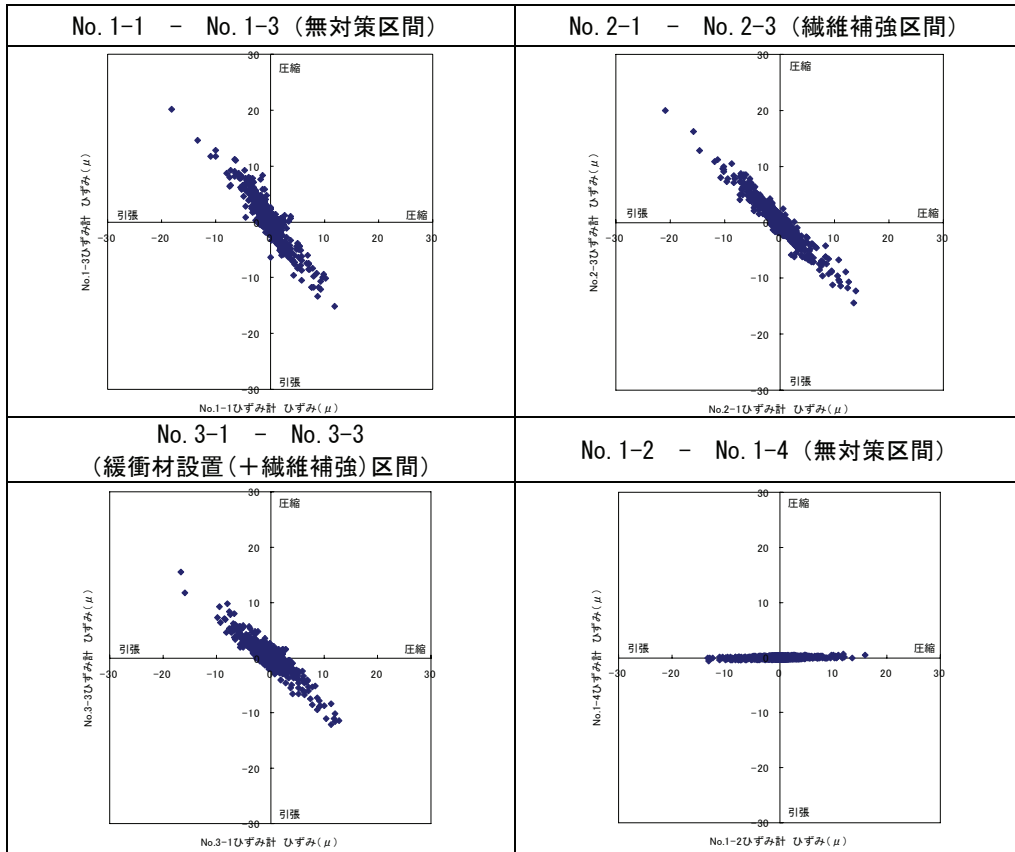 No. 1-1 － No. 1-3 (無対策区間)
30
圧縮
20
10
引張
圧縮
0
-30
-20
-10
0
10
20
30
-10
-20
引張
-30
No.1-3ひずみ計 ひずみ(μ)
No.1-1ひずみ計 ひずみ(μ)
No. 2-1 － No. 2-3 (繊維補強区間)
30
圧縮
20
10
引張
圧縮
0
-30
-20
-10
0
10
20
30
-10
-20
引張
-30
No.2-3ひずみ計 ひずみ(μ)
No.2-1ひずみ計 ひずみ(μ)
No. 3-1 － No. 3-3
(緩衝材設置(＋繊維補強)区間)
30
圧縮
20
10
引張
圧縮
0
-30
-20
-10
0
10
20
30
-10
-20
引張
-30
No.3-3ひずみ計 ひずみ(μ)
No.3-1ひずみ計 ひずみ(μ)
No. 1-2 － No. 1-4 (無対策区間)
30
圧縮
20
10
引張
圧縮
0
-30
-20
-10
0
10
20
30
-10
-20
引張
-30
No.1-4ひずみ計 ひずみ(μ)
No.1-2ひずみ計 ひずみ(μ)